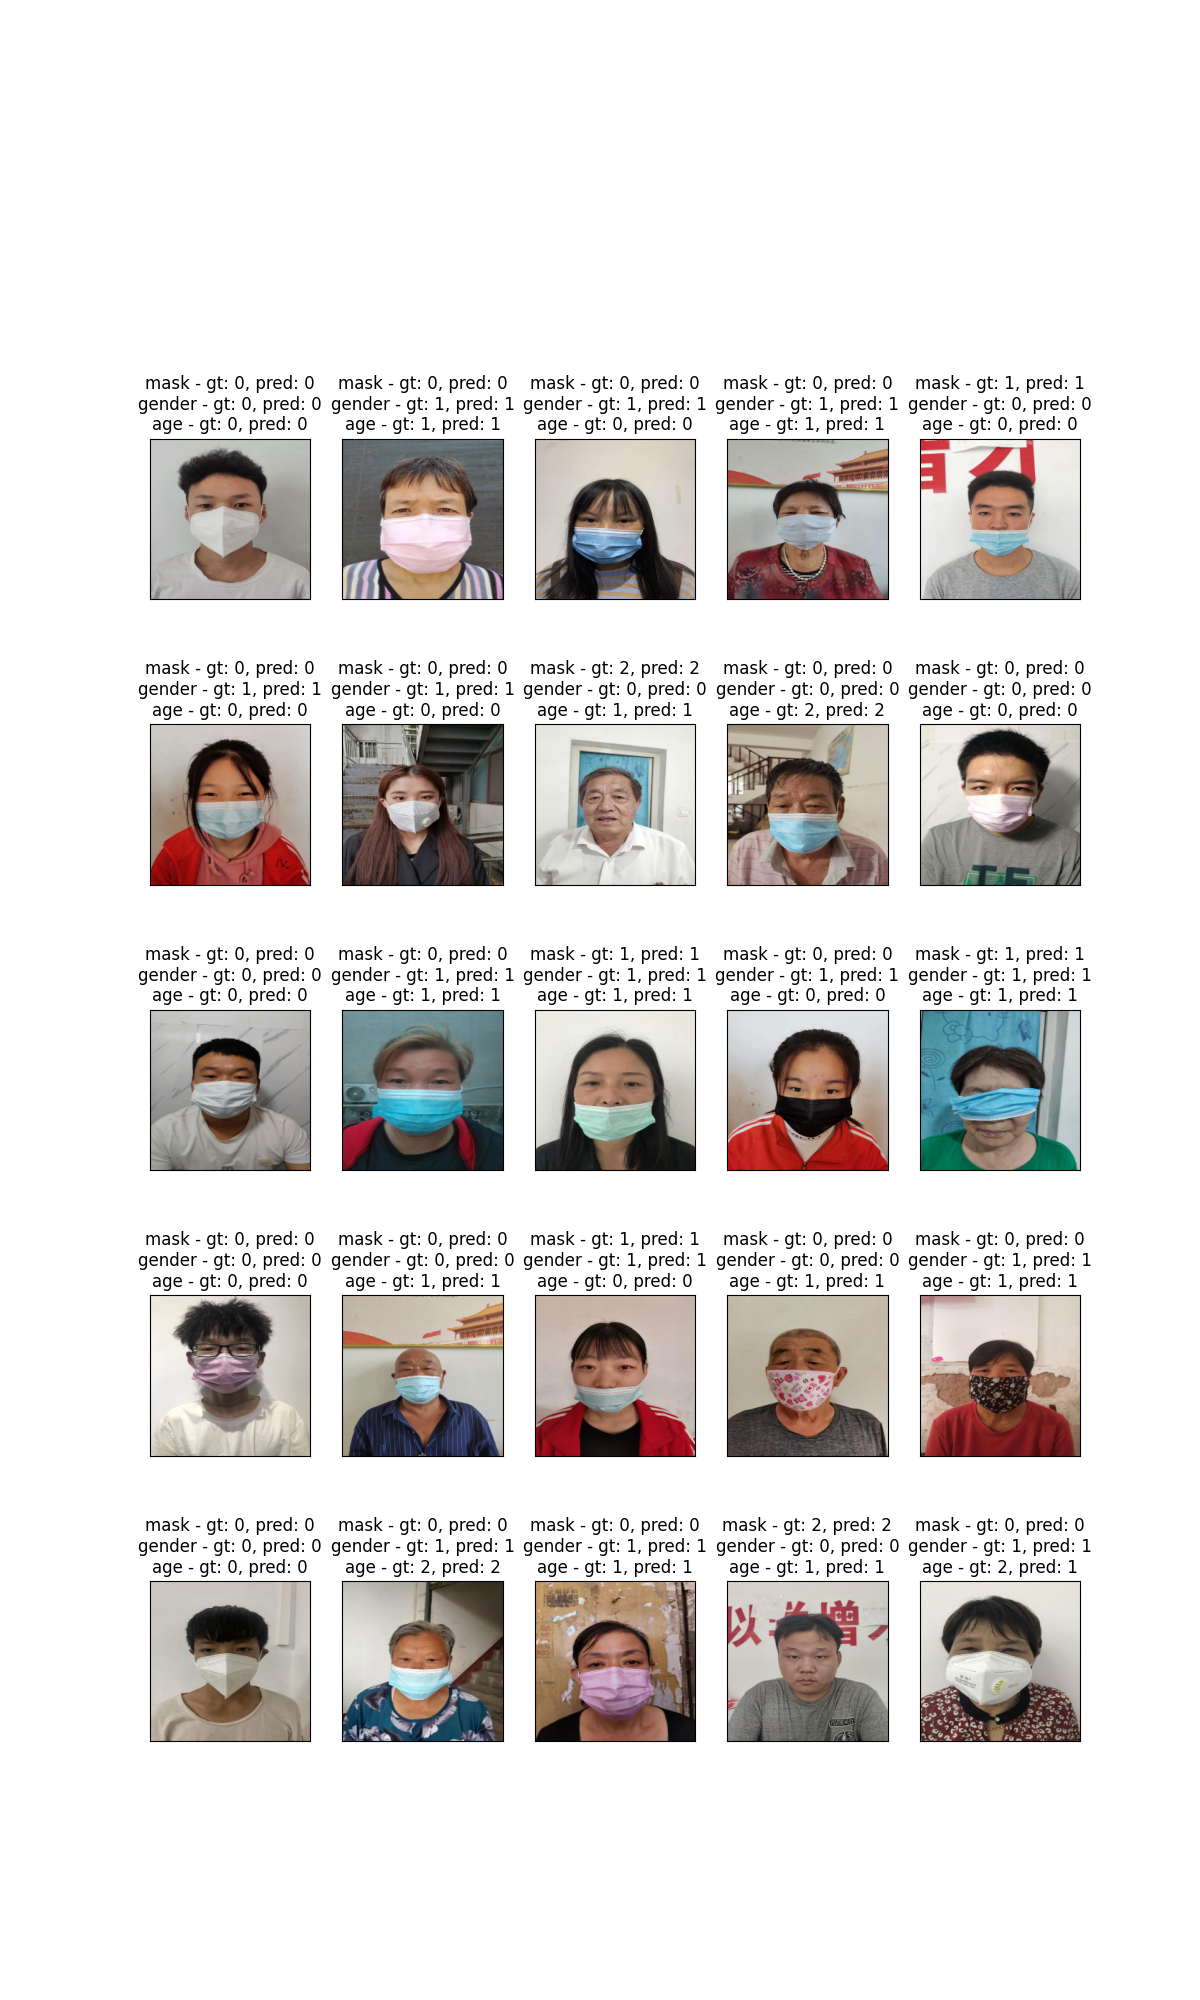 mask - gt: 0, pred: 0
gender - gt: 0, pred: 0
age - gt: 0, pred: 0
mask - gt: 0, pred: 0
gender - gt: 1, pred: 1
age - gt: 1, pred: 1
mask - gt: 0, pred: 0
gender - gt: 1, pred: 1
age - gt: 0, pred: 0
mask - gt: 0, pred: 0
gender - gt: 1, pred: 1
age - gt: 1, pred: 1
mask - gt: 1, pred: 1
gender - gt: 0, pred: 0
age - gt: 0, pred: 0
mask - gt: 0, pred: 0
gender - gt: 1, pred: 1
age - gt: 0, pred: 0
mask - gt: 0, pred: 0
gender - gt: 1, pred: 1
age - gt: 0, pred: 0
mask - gt: 2, pred: 2
gender - gt: 0, pred: 0
age - gt: 1, pred: 1
mask - gt: 0, pred: 0
gender - gt: 0, pred: 0
age - gt: 2, pred: 2
mask - gt: 0, pred: 0
gender - gt: 0, pred: 0
age - gt: 0, pred: 0
mask - gt: 0, pred: 0
gender - gt: 0, pred: 0
age - gt: 0, pred: 0
mask - gt: 0, pred: 0
gender - gt: 1, pred: 1
age - gt: 1, pred: 1
mask - gt: 1, pred: 1
gender - gt: 1, pred: 1
age - gt: 1, pred: 1
mask - gt: 0, pred: 0
gender - gt: 1, pred: 1
age - gt: 0, pred: 0
mask - gt: 1, pred: 1
gender - gt: 1, pred: 1
age - gt: 1, pred: 1
mask - gt: 0, pred: 0
gender - gt: 0, pred: 0
age - gt: 0, pred: 0
mask - gt: 0, pred: 0
gender - gt: 0, pred: 0
age - gt: 1, pred: 1
mask - gt: 1, pred: 1
gender - gt: 1, pred: 1
age - gt: 0, pred: 0
mask - gt: 0, pred: 0
gender - gt: 0, pred: 0
age - gt: 1, pred: 1
mask - gt: 0, pred: 0
gender - gt: 1, pred: 1
age - gt: 1, pred: 1
mask - gt: 0, pred: 0
gender - gt: 0, pred: 0
age - gt: 0, pred: 0
mask - gt: 0, pred: 0
gender - gt: 1, pred: 1
age - gt: 2, pred: 2
mask - gt: 0, pred: 0
gender - gt: 1, pred: 1
age - gt: 1, pred: 1
mask - gt: 2, pred: 2
gender - gt: 0, pred: 0
age - gt: 1, pred: 1
以 增
mask - gt: 0, pred: 0
gender - gt: 1, pred: 1
age - gt: 2, pred: 1